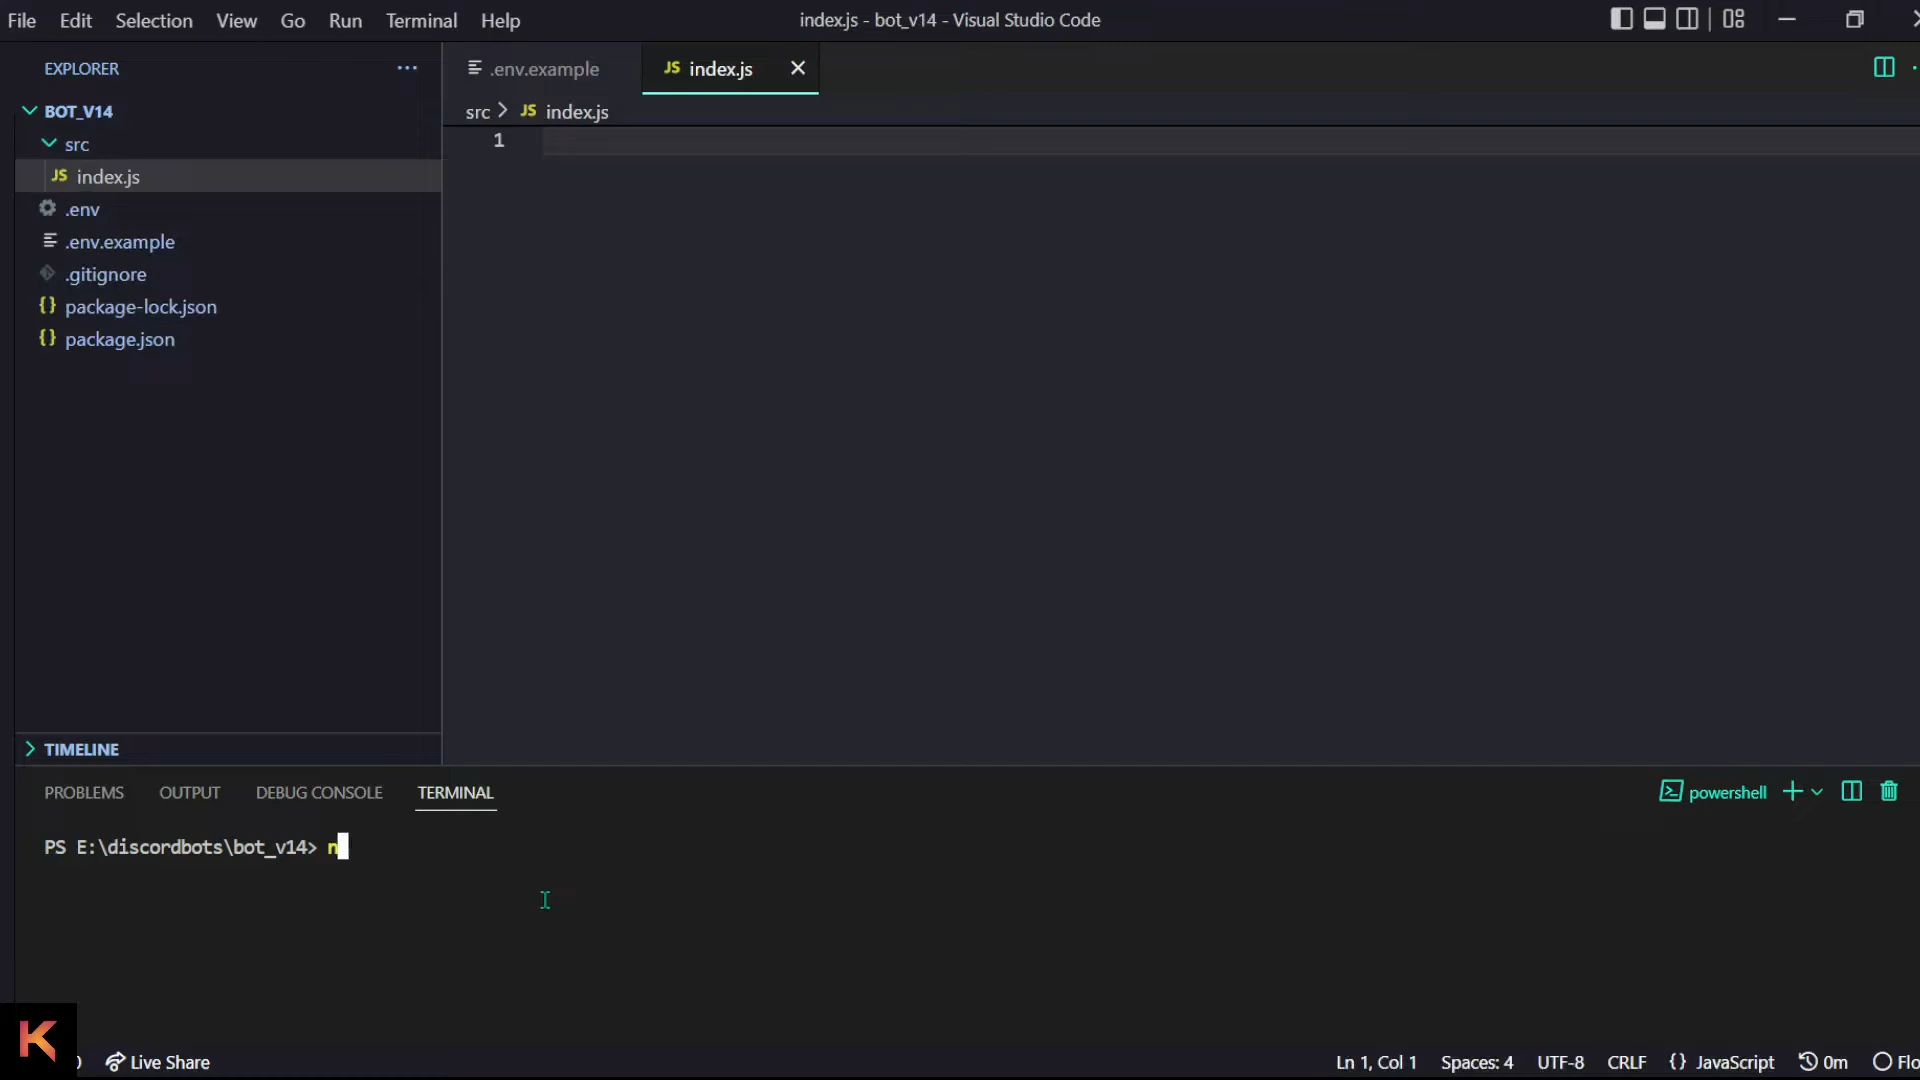 File Edit Selection View Go Run Terminal Help
index.js - bot_v14 - Visual Studio Code
EXPLORER
BOT_V14
src
JS index.js
.env
.env.example
.gitignore
{} package-lock.json
{} package.json
TIMELINE
.env.example
JS index.js
src > JS index.js
1
PROBLEMS OUTPUT DEBUG CONSOLE TERMINAL
powershell
PS E:\discordbots\bot_v14> n
K
Live Share
Ln 1, Col 1 Spaces: 4 UTF-8 CRLF {} JavaScript 0m Flo